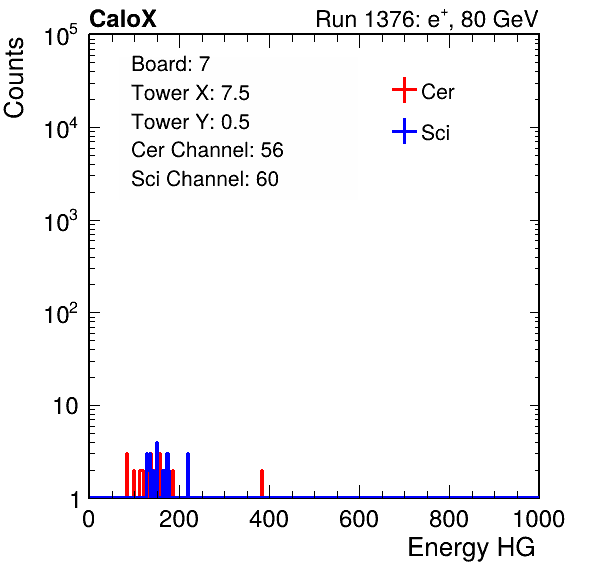 CaloX Run 1376: e⁺, 80 GeV
Counts
Board: 7
Tower X: 7.5
Tower Y: 0.5
Cer Channel: 56
Sci Channel: 60
Cer
Sci
10⁵
10⁴
10³
10²
10
1
0 200 400 600 800 1000
Energy HG